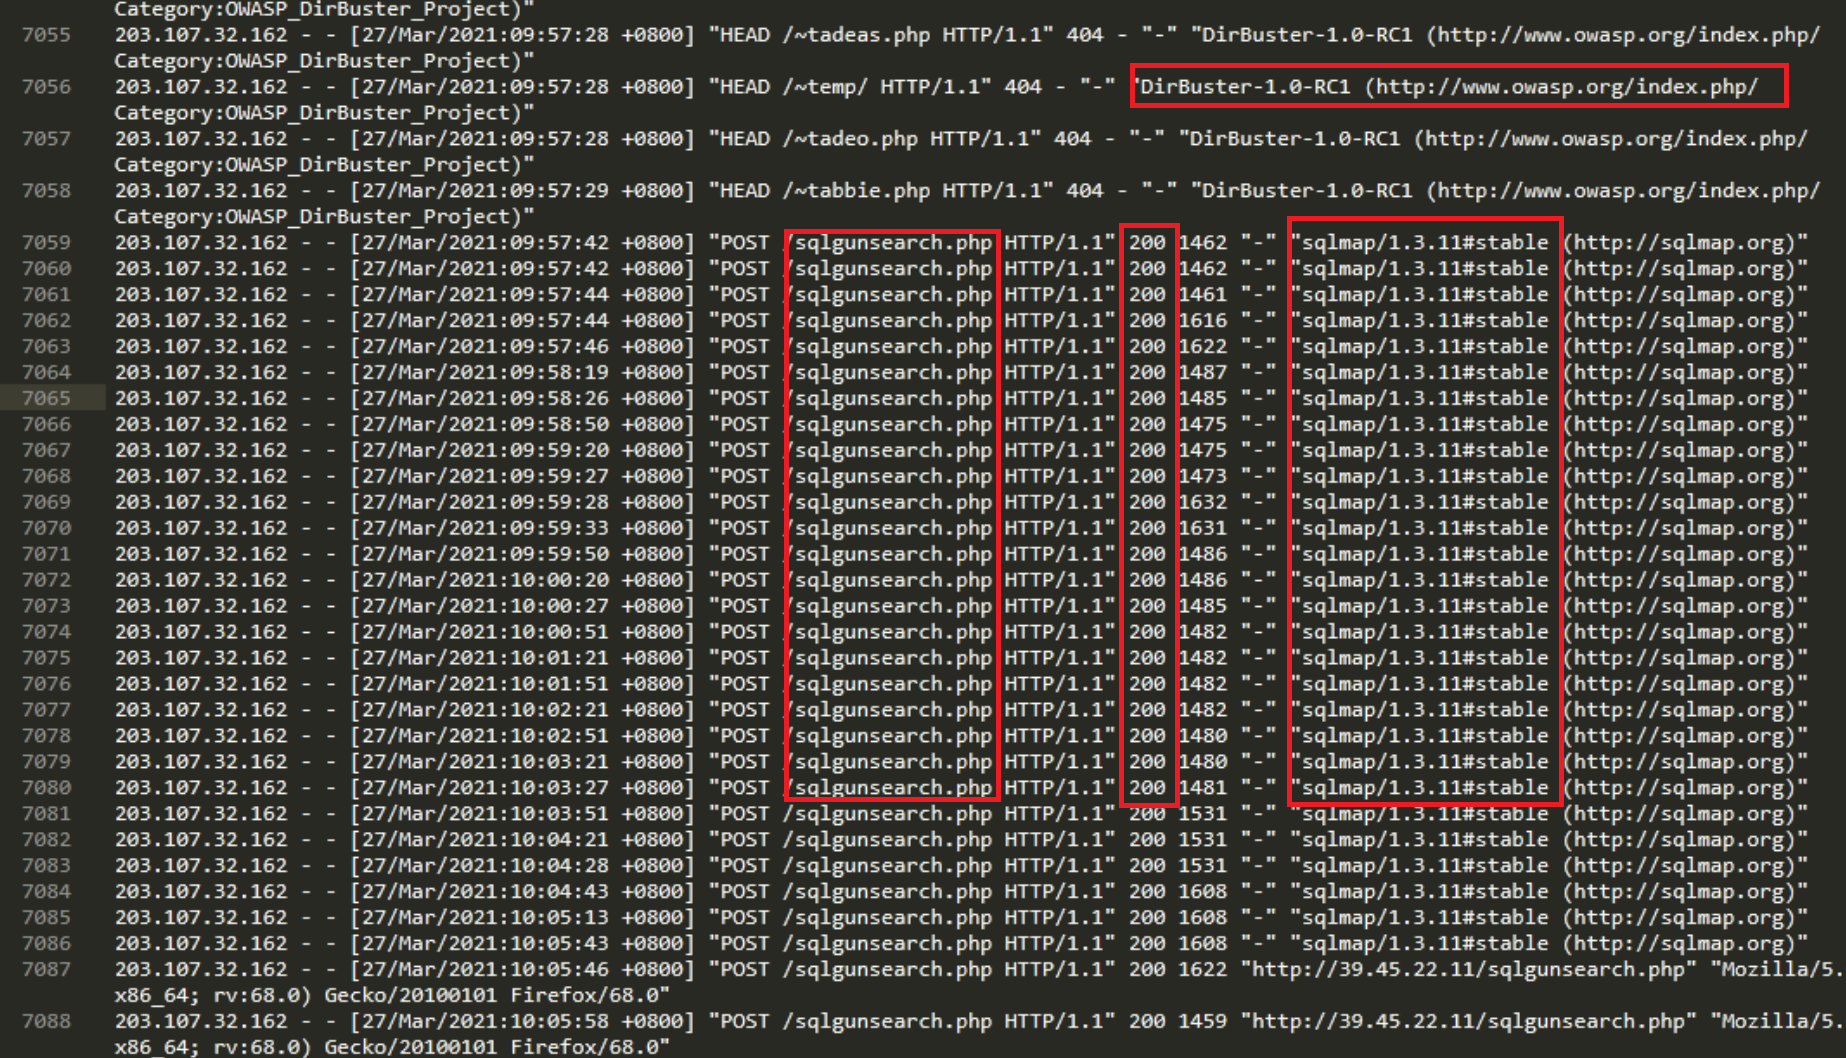 Category:OWASP_DirBuster_Project)"
7055 203.107.32.162 - - [27/Mar/2021:09:57:28 +0800] "HEAD /~tadeas.php HTTP/1.1" 404 - "-" "DirBuster-1.0-RC1 (http://www.owasp.org/index.php/
Category:OWASP_DirBuster_Project)"
7056 203.107.32.162 - - [27/Mar/2021:09:57:28 +0800] "HEAD /~temp/ HTTP/1.1" 404 - "-" "DirBuster-1.0-RC1 (http://www.owasp.org/index.php/
Category:OWASP_DirBuster_Project)"
7057 203.107.32.162 - - [27/Mar/2021:09:57:28 +0800] "HEAD /~tadeo.php HTTP/1.1" 404 - "-" "DirBuster-1.0-RC1 (http://www.owasp.org/index.php/
Category:OWASP_DirBuster_Project)"
7058 203.107.32.162 - - [27/Mar/2021:09:57:29 +0800] "HEAD /~tabbie.php HTTP/1.1" 404 - "-" "DirBuster-1.0-RC1 (http://www.owasp.org/index.php/
Category:OWASP_DirBuster_Project)"
7059 203.107.32.162 - - [27/Mar/2021:09:57:42 +0800] "POST /sqlgunsearch.php HTTP/1.1" 200 1462 "-" "sqlmap/1.3.11#stable (http://sqlmap.org)"
7060 203.107.32.162 - - [27/Mar/2021:09:57:42 +0800] "POST /sqlgunsearch.php HTTP/1.1" 200 1462 "-" "sqlmap/1.3.11#stable (http://sqlmap.org)"
7061 203.107.32.162 - - [27/Mar/2021:09:57:44 +0800] "POST /sqlgunsearch.php HTTP/1.1" 200 1461 "-" "sqlmap/1.3.11#stable (http://sqlmap.org)"
7062 203.107.32.162 - - [27/Mar/2021:09:57:44 +0800] "POST /sqlgunsearch.php HTTP/1.1" 200 1616 "-" "sqlmap/1.3.11#stable (http://sqlmap.org)"
7063 203.107.32.162 - - [27/Mar/2021:09:57:46 +0800] "POST /sqlgunsearch.php HTTP/1.1" 200 1622 "-" "sqlmap/1.3.11#stable (http://sqlmap.org)"
7064 203.107.32.162 - - [27/Mar/2021:09:58:19 +0800] "POST /sqlgunsearch.php HTTP/1.1" 200 1487 "-" "sqlmap/1.3.11#stable (http://sqlmap.org)"
7065 203.107.32.162 - - [27/Mar/2021:09:58:26 +0800] "POST /sqlgunsearch.php HTTP/1.1" 200 1485 "-" "sqlmap/1.3.11#stable (http://sqlmap.org)"
7066 203.107.32.162 - - [27/Mar/2021:09:58:50 +0800] "POST /sqlgunsearch.php HTTP/1.1" 200 1475 "-" "sqlmap/1.3.11#stable (http://sqlmap.org)"
7067 203.107.32.162 - - [27/Mar/2021:09:59:20 +0800] "POST /sqlgunsearch.php HTTP/1.1" 200 1475 "-" "sqlmap/1.3.11#stable (http://sqlmap.org)"
7068 203.107.32.162 - - [27/Mar/2021:09:59:27 +0800] "POST /sqlgunsearch.php HTTP/1.1" 200 1473 "-" "sqlmap/1.3.11#stable (http://sqlmap.org)"
7069 203.107.32.162 - - [27/Mar/2021:09:59:28 +0800] "POST /sqlgunsearch.php HTTP/1.1" 200 1632 "-" "sqlmap/1.3.11#stable (http://sqlmap.org)"
7070 203.107.32.162 - - [27/Mar/2021:09:59:33 +0800] "POST /sqlgunsearch.php HTTP/1.1" 200 1631 "-" "sqlmap/1.3.11#stable (http://sqlmap.org)"
7071 203.107.32.162 - - [27/Mar/2021:09:59:50 +0800] "POST /sqlgunsearch.php HTTP/1.1" 200 1486 "-" "sqlmap/1.3.11#stable (http://sqlmap.org)"
7072 203.107.32.162 - - [27/Mar/2021:10:00:20 +0800] "POST /sqlgunsearch.php HTTP/1.1" 200 1486 "-" "sqlmap/1.3.11#stable (http://sqlmap.org)"
7073 203.107.32.162 - - [27/Mar/2021:10:00:27 +0800] "POST /sqlgunsearch.php HTTP/1.1" 200 1485 "-" "sqlmap/1.3.11#stable (http://sqlmap.org)"
7074 203.107.32.162 - - [27/Mar/2021:10:00:51 +0800] "POST /sqlgunsearch.php HTTP/1.1" 200 1482 "-" "sqlmap/1.3.11#stable (http://sqlmap.org)"
7075 203.107.32.162 - - [27/Mar/2021:10:01:21 +0800] "POST /sqlgunsearch.php HTTP/1.1" 200 1482 "-" "sqlmap/1.3.11#stable (http://sqlmap.org)"
7076 203.107.32.162 - - [27/Mar/2021:10:01:51 +0800] "POST /sqlgunsearch.php HTTP/1.1" 200 1482 "-" "sqlmap/1.3.11#stable (http://sqlmap.org)"
7077 203.107.32.162 - - [27/Mar/2021:10:02:21 +0800] "POST /sqlgunsearch.php HTTP/1.1" 200 1482 "-" "sqlmap/1.3.11#stable (http://sqlmap.org)"
7078 203.107.32.162 - - [27/Mar/2021:10:02:51 +0800] "POST /sqlgunsearch.php HTTP/1.1" 200 1480 "-" "sqlmap/1.3.11#stable (http://sqlmap.org)"
7079 203.107.32.162 - - [27/Mar/2021:10:03:21 +0800] "POST /sqlgunsearch.php HTTP/1.1" 200 1480 "-" "sqlmap/1.3.11#stable (http://sqlmap.org)"
7080 203.107.32.162 - - [27/Mar/2021:10:03:27 +0800] "POST /sqlgunsearch.php HTTP/1.1" 200 1481 "-" "sqlmap/1.3.11#stable (http://sqlmap.org)"
7081 203.107.32.162 - - [27/Mar/2021:10:03:51 +0800] "POST /sqlgunsearch.php HTTP/1.1" 200 1531 "-" "sqlmap/1.3.11#stable (http://sqlmap.org)"
7082 203.107.32.162 - - [27/Mar/2021:10:04:21 +0800] "POST /sqlgunsearch.php HTTP/1.1" 200 1531 "-" "sqlmap/1.3.11#stable (http://sqlmap.org)"
7083 203.107.32.162 - - [27/Mar/2021:10:04:28 +0800] "POST /sqlgunsearch.php HTTP/1.1" 200 1531 "-" "sqlmap/1.3.11#stable (http://sqlmap.org)"
7084 203.107.32.162 - - [27/Mar/2021:10:04:43 +0800] "POST /sqlgunsearch.php HTTP/1.1" 200 1608 "-" "sqlmap/1.3.11#stable (http://sqlmap.org)"
7085 203.107.32.162 - - [27/Mar/2021:10:05:13 +0800] "POST /sqlgunsearch.php HTTP/1.1" 200 1608 "-" "sqlmap/1.3.11#stable (http://sqlmap.org)"
7086 203.107.32.162 - - [27/Mar/2021:10:05:43 +0800] "POST /sqlgunsearch.php HTTP/1.1" 200 1608 "-" "sqlmap/1.3.11#stable (http://sqlmap.org)"
7087 203.107.32.162 - - [27/Mar/2021:10:05:46 +0800] "POST /sqlgunsearch.php HTTP/1.1" 200 1622 "http://39.45.22.11/sqlgunsearch.php" "Mozilla/5.
x86_64; rv:68.0) Gecko/20100101 Firefox/68.0"
7088 203.107.32.162 - - [27/Mar/2021:10:05:58 +0800] "POST /sqlgunsearch.php HTTP/1.1" 200 1459 "http://39.45.22.11/sqlgunsearch.php" "Mozilla/5.
x86_64; rv:68.0) Gecko/20100101 Firefox/68.0"